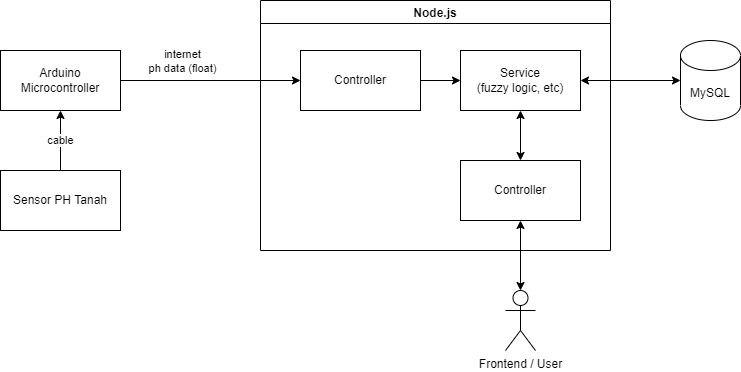 Node.js
internet
ph data (float)
Arduino
Microcontroller
Controller
Service
(fuzzy logic, etc)
MySQL
cable
Sensor PH Tanah
Controller
Frontend / User